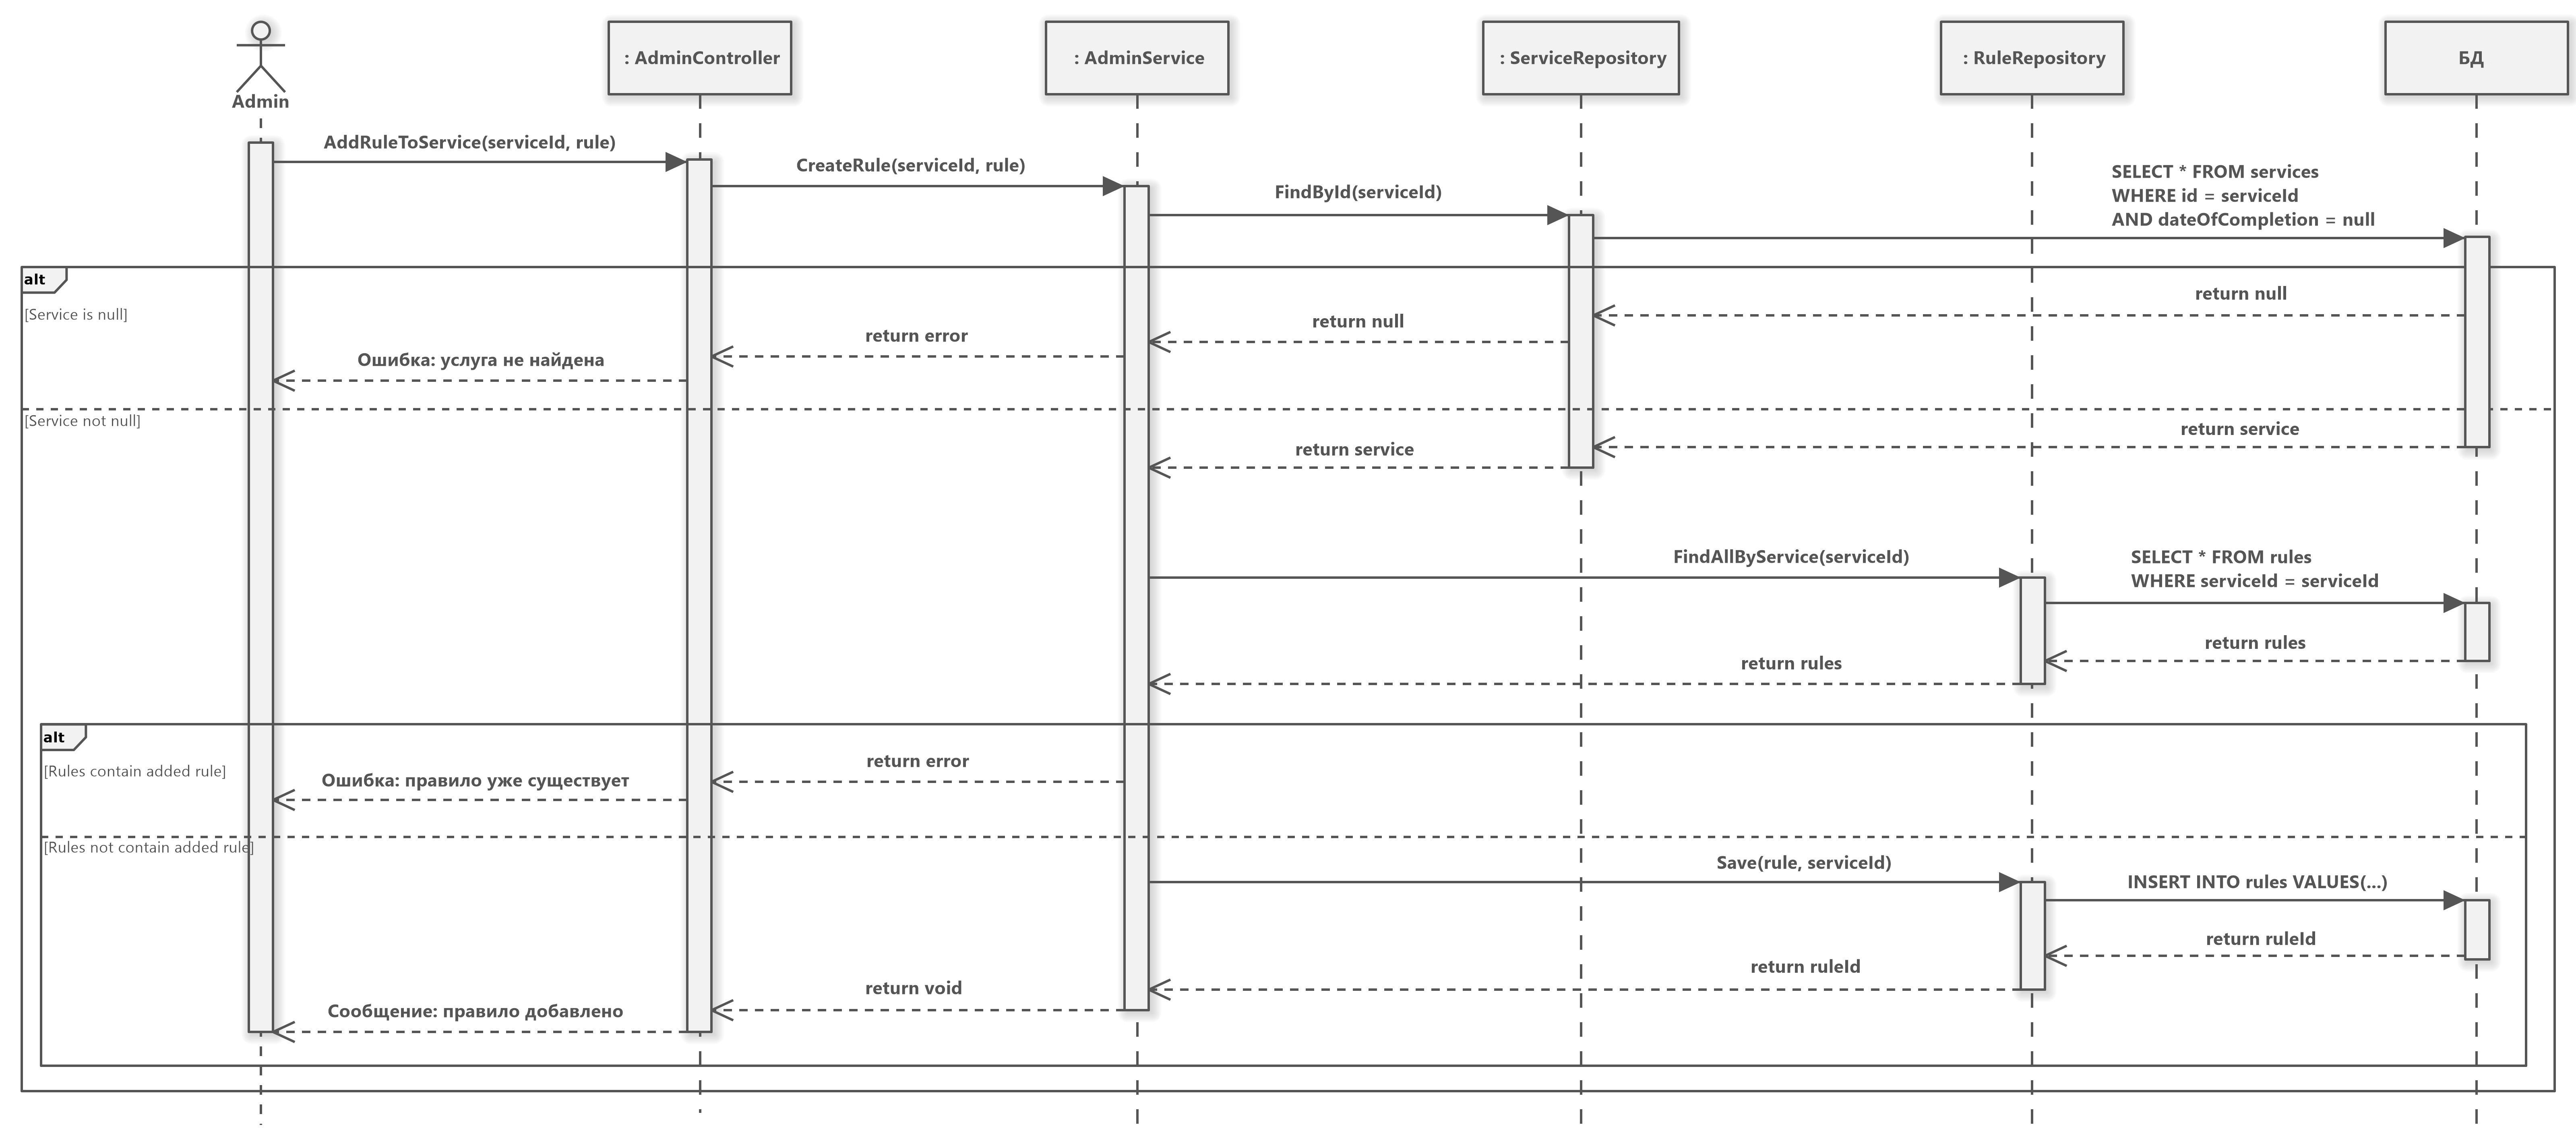 Admin
: AdminController
: AdminService
: ServiceRepository
: RuleRepository
БД
AddRuleToService(serviceId, rule)
CreateRule(serviceId, rule)
FindById(serviceId)
SELECT * FROM services
WHERE id = serviceId
AND dateOfCompletion = null
alt
[Service is null]
return null
return null
return error
Ошибка: услуга не найдена
[Service not null]
return service
return service
FindAllByService(serviceId)
SELECT * FROM rules
WHERE serviceId = serviceId
return rules
return rules
alt
[Rules contain added rule]
return error
Ошибка: правило уже существует
[Rules not contain added rule]
Save(rule, serviceId)
INSERT INTO rules VALUES(...)
return ruleId
return ruleId
return void
Сообщение: правило добавлено